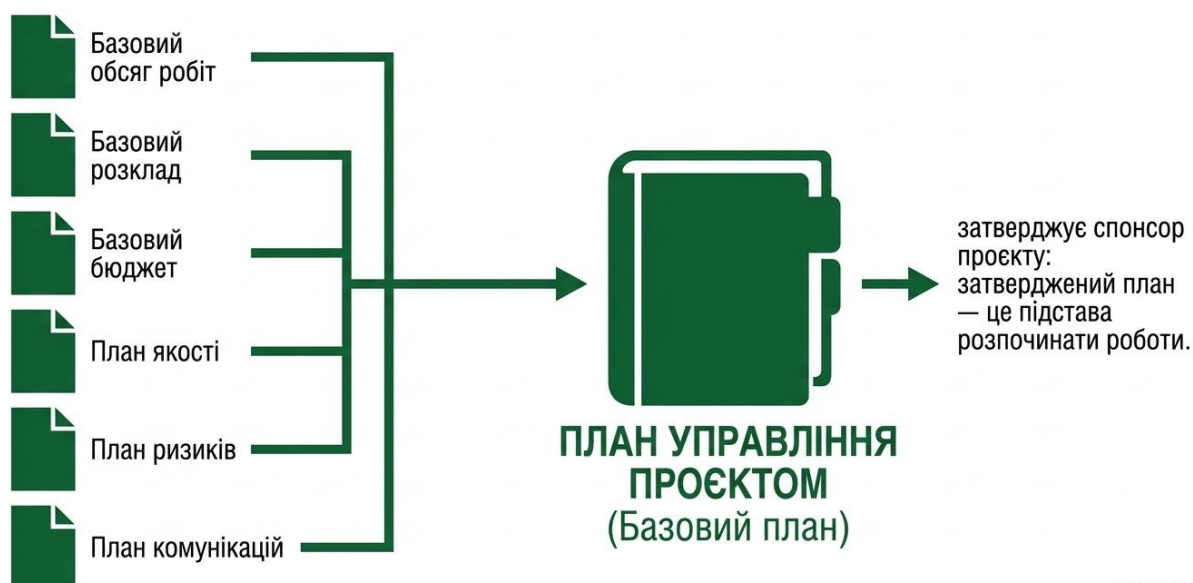 Базовий
обсяг робіт
Базовий
розклад
Базовий
бюджет
План якості
План ризиків
План комунікацій
ПЛАН УПРАВЛІННЯ
ПРОЄКТОМ
(Базовий план)
затверджує спонсор
проєкту:
затверджений план
— це підстава
розпочинати роботи.